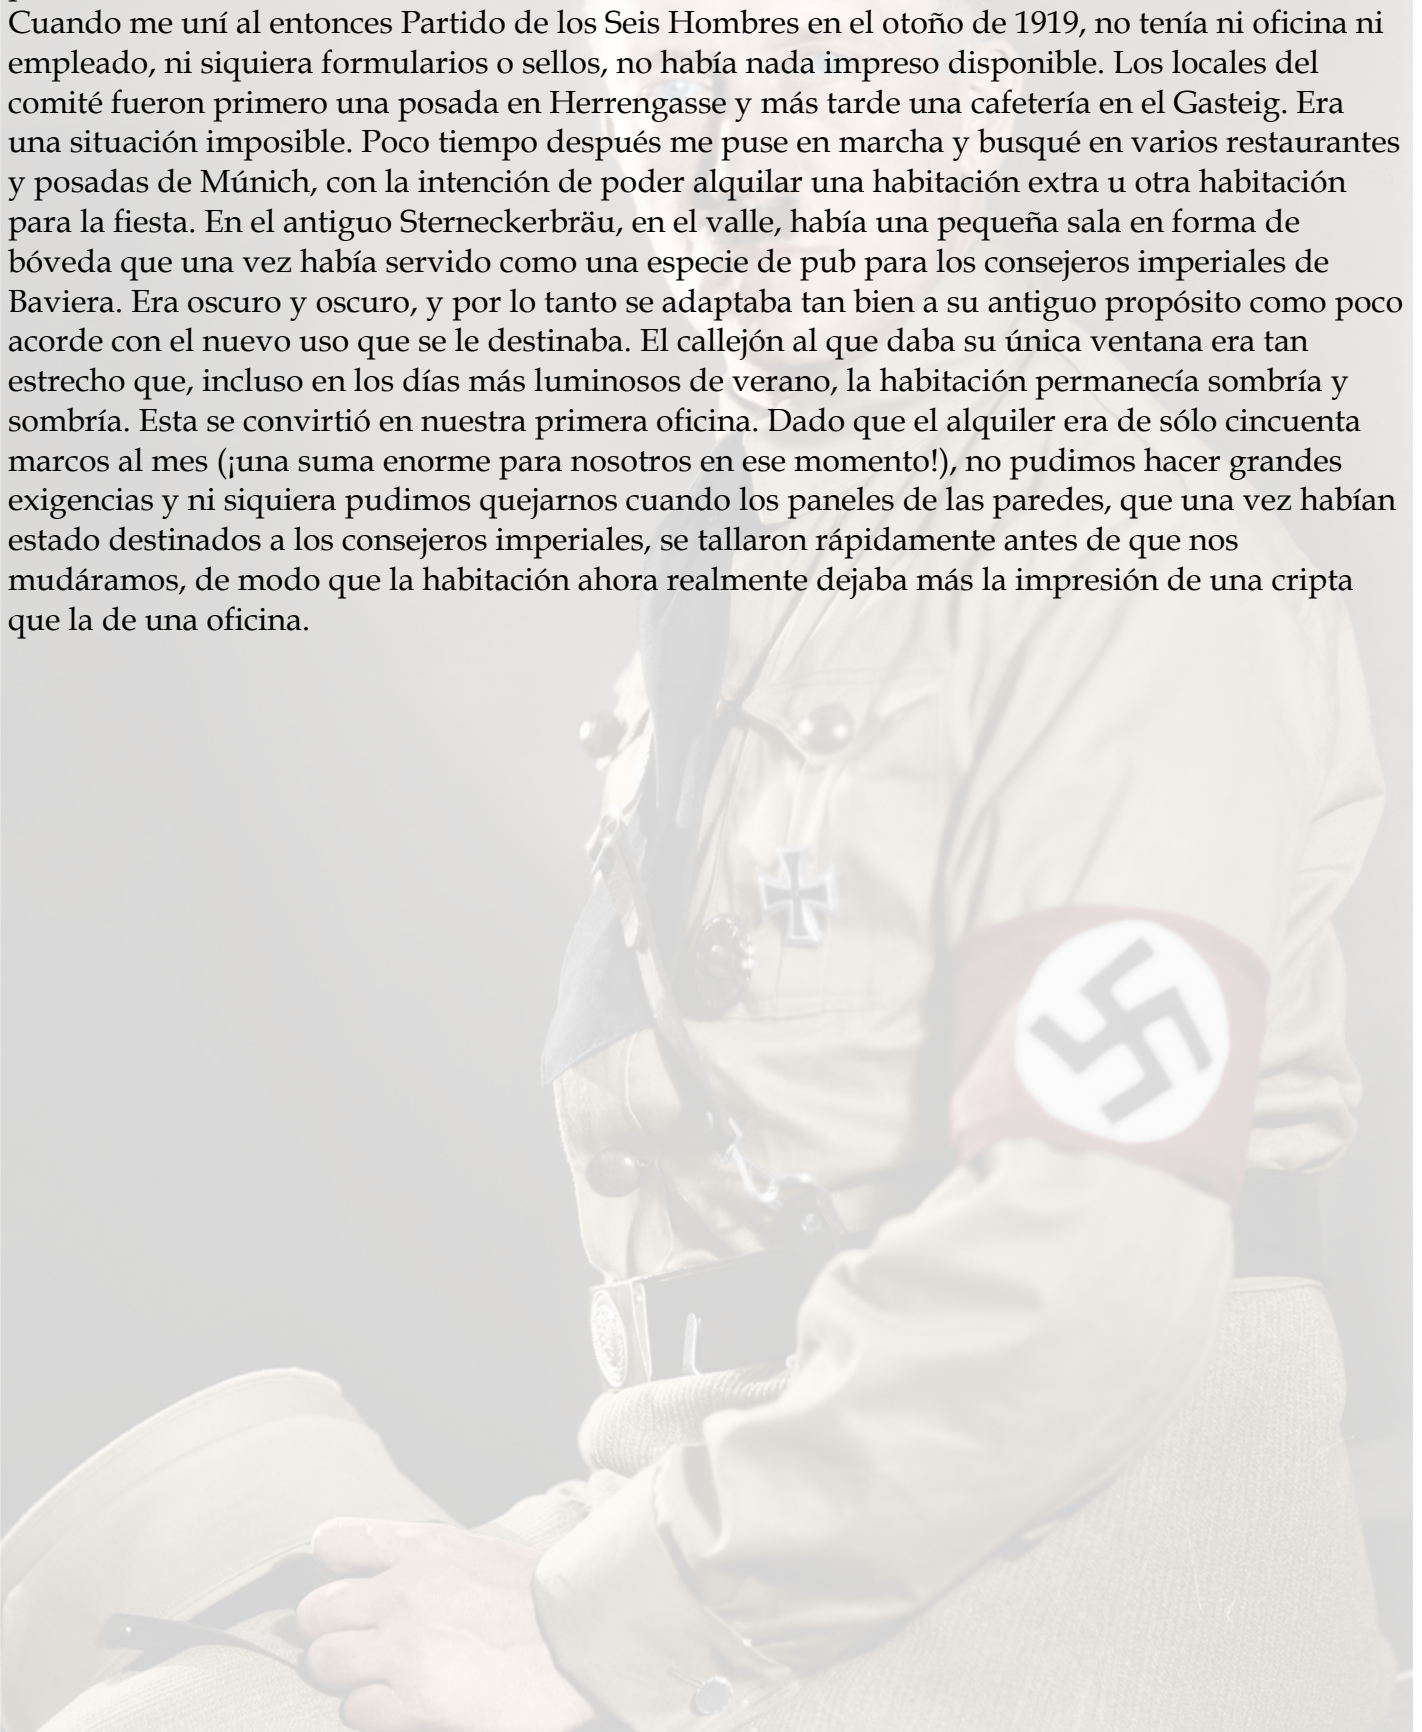 Cuando me uní al entonces Partido de los Seis Hombres en el otoño de 1919, no tenía ni oficina ni
empleado, ni siquiera formularios o sellos, no había nada impreso disponible. Los locales del
comité fueron primero una posada en Herrengasse y más tarde una cafetería en el Gasteig. Era
una situación imposible. Poco tiempo después me puse en marcha y busqué en varios restaurantes
y posadas de Múnich, con la intención de poder alquilar una habitación extra u otra habitación
para la fiesta. En el antiguo Sterneckerbräu, en el valle, había una pequeña sala en forma de
bóveda que una vez había servido como una especie de pub para los consejeros imperiales de
Baviera. Era oscuro y oscuro, y por lo tanto se adaptaba tan bien a su antiguo propósito como poco
acorde con el nuevo uso que se le destinaba. El callejón al que daba su única ventana era tan
estrecho que, incluso en los días más luminosos de verano, la habitación permanecía sombría y
sombría. Esta se convirtió en nuestra primera oficina. Dado que el alquiler era de sólo cincuenta
marcos al mes (¡una suma enorme para nosotros en ese momento!), no pudimos hacer grandes
exigencias y ni siquiera pudimos quejarnos cuando los paneles de las paredes, que una vez habían
estado destinados a los consejeros imperiales, se tallaron rápidamente antes de que nos
mudáramos, de modo que la habitación ahora realmente dejaba más la impresión de una cripta
que la de una oficina.